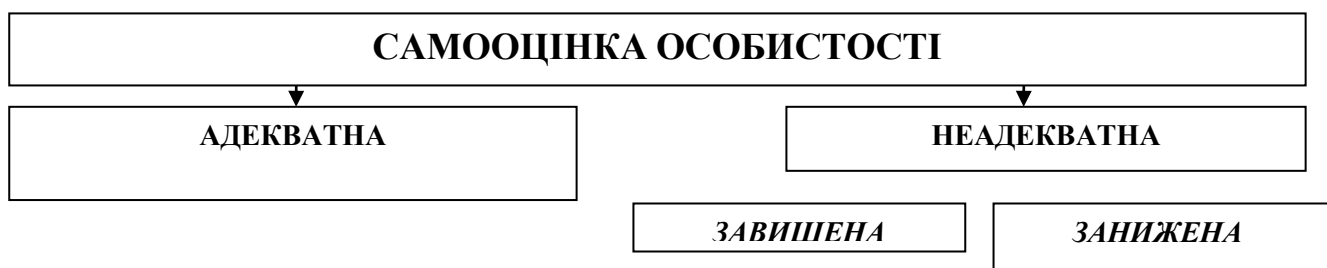 САМООЦІНКА ОСОБИСТОСТІ
АДЕКВАТНА
НЕАДЕКВАТНА
ЗАВИШЕНА
ЗАНИЖЕНА